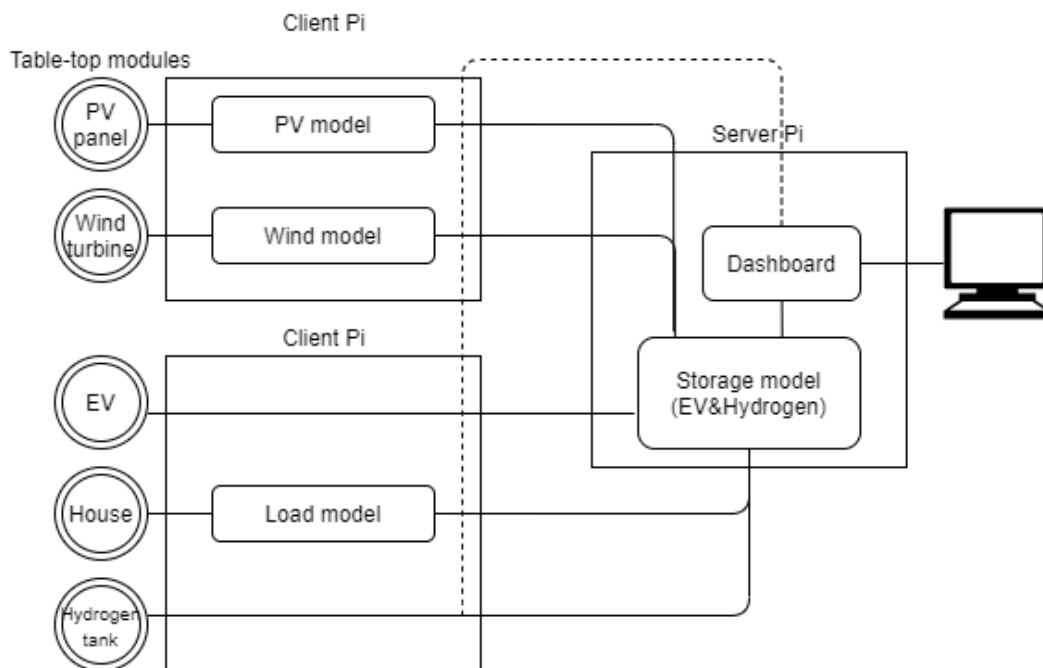 Client Pi
Table-top modules
PV
panel
PV model
Server Pi
Wind
turbine
Wind model
Dashboard
Client Pi
EV
Storage model
(EV&Hydrogen)
House
Load model
Hydrogen
tank